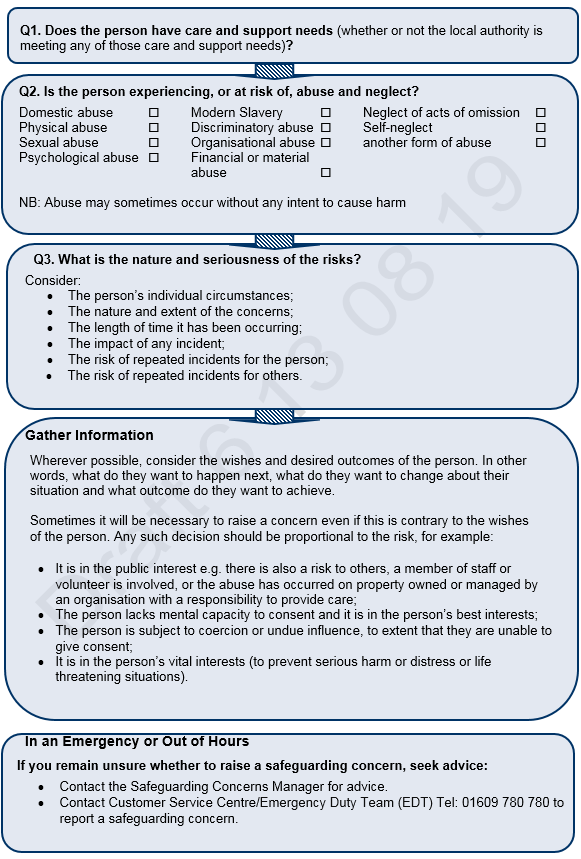 Q1. Does the person have care and support needs (whether or not the local authority is
meeting any of those care and support needs)?
Q2. Is the person experiencing, or at risk of, abuse and neglect?
Domestic abuse ☐ Modern Slavery ☐ Neglect of acts of omission ☐
Physical abuse ☐ Discriminatory abuse ☐ Self-neglect ☐
Sexual abuse ☐ Organisational abuse ☐ another form of abuse ☐
Psychological abuse ☐ Financial or material
abuse ☐
NB: Abuse may sometimes occur without any intent to cause harm
Q3. What is the nature and seriousness of the risks?
Consider:
• The person's individual circumstances;
• The nature and extent of the concerns;
• The length of time it has been occurring;
• The impact of any incident;
• The risk of repeated incidents for the person;
• The risk of repeated incidents for others.
Gather Information
Wherever possible, consider the wishes and desired outcomes of the person. In other
words, what do they want to happen next, what do they want to change about their
situation and what outcome do they want to achieve.
Sometimes it will be necessary to raise a concern even if this is contrary to the wishes
of the person. Any such decision should be proportional to the risk, for example:
• It is in the public interest e.g. there is also a risk to others, a member of staff or
volunteer is involved, or the abuse has occurred on property owned or managed by
an organisation with a responsibility to provide care;
• The person lacks mental capacity to consent and it is in the person's best interests;
• The person is subject to coercion or undue influence, to extent that they are unable to
give consent;
• It is in the person's vital interests (to prevent serious harm or distress or life
threatening situations).
In an Emergency or Out of Hours
If you remain unsure whether to raise a safeguarding concern, seek advice:
• Contact the Safeguarding Concerns Manager for advice.
• Contact Customer Service Centre/Emergency Duty Team (EDT) Tel: 01609 780 780 to
report a safeguarding concern.
Draft 6 13 08 19